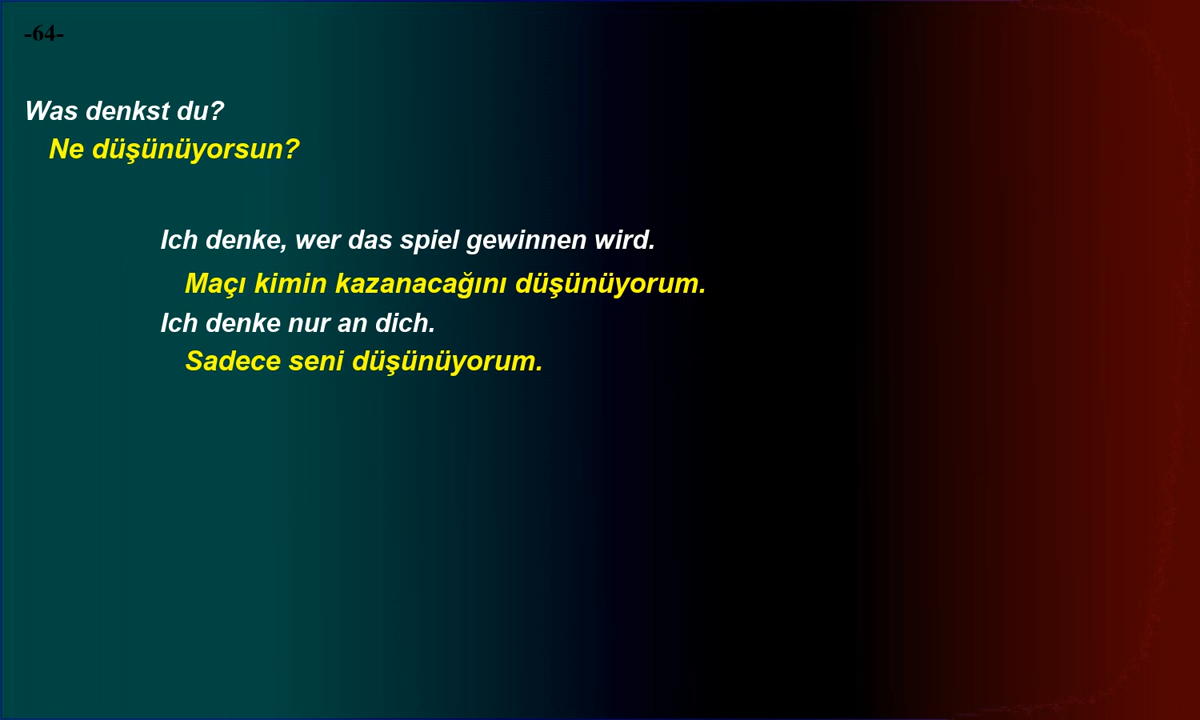 -64-
Was denkst du?
Ne düşünüyorsun?
Ich denke, wer das spiel gewinnen wird.
Maçı kimin kazanacağını düşünüyorum.
Ich denke nur an dich.
Sadece seni düşünüyorum.